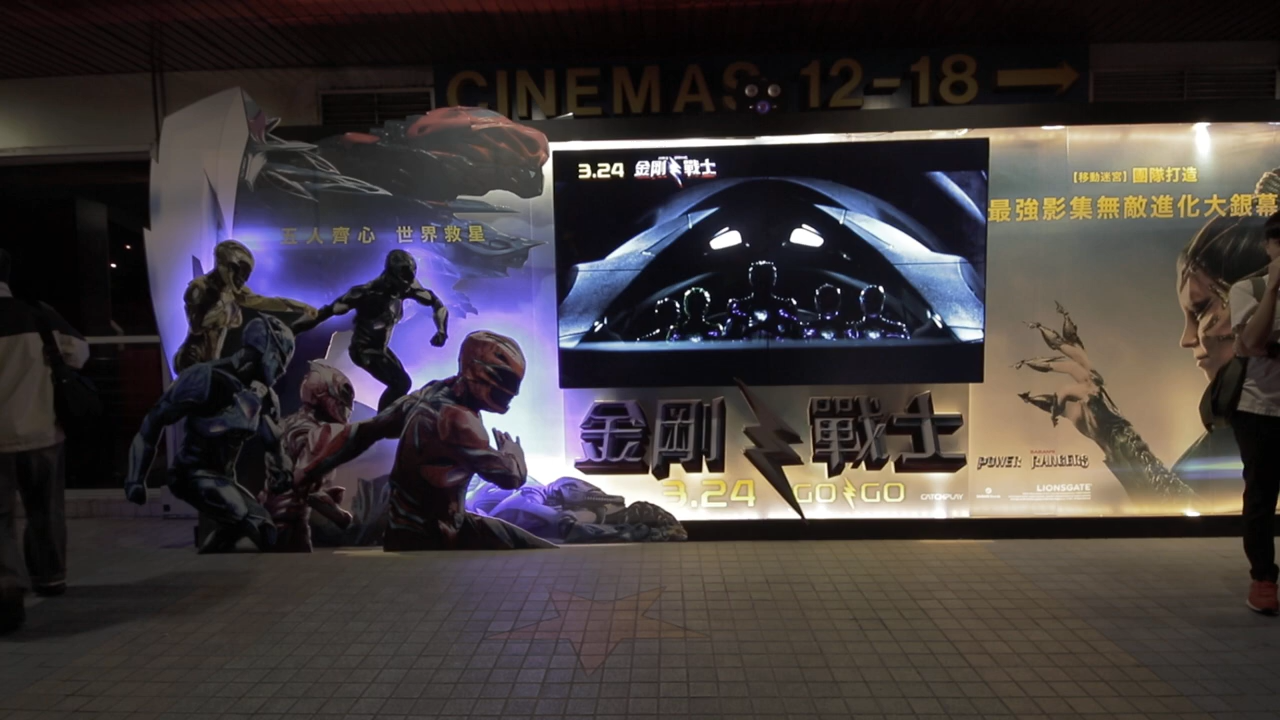 CINEMAS 12-18
3.24 金剛戰士
五人齊心 世界救星
【移動迷宮】團隊打造
最強影集無敵進化大銀幕
金剛戰士
3.24 GO GO
CATCHPLAY
POWER RANGERS
LIONSGATE